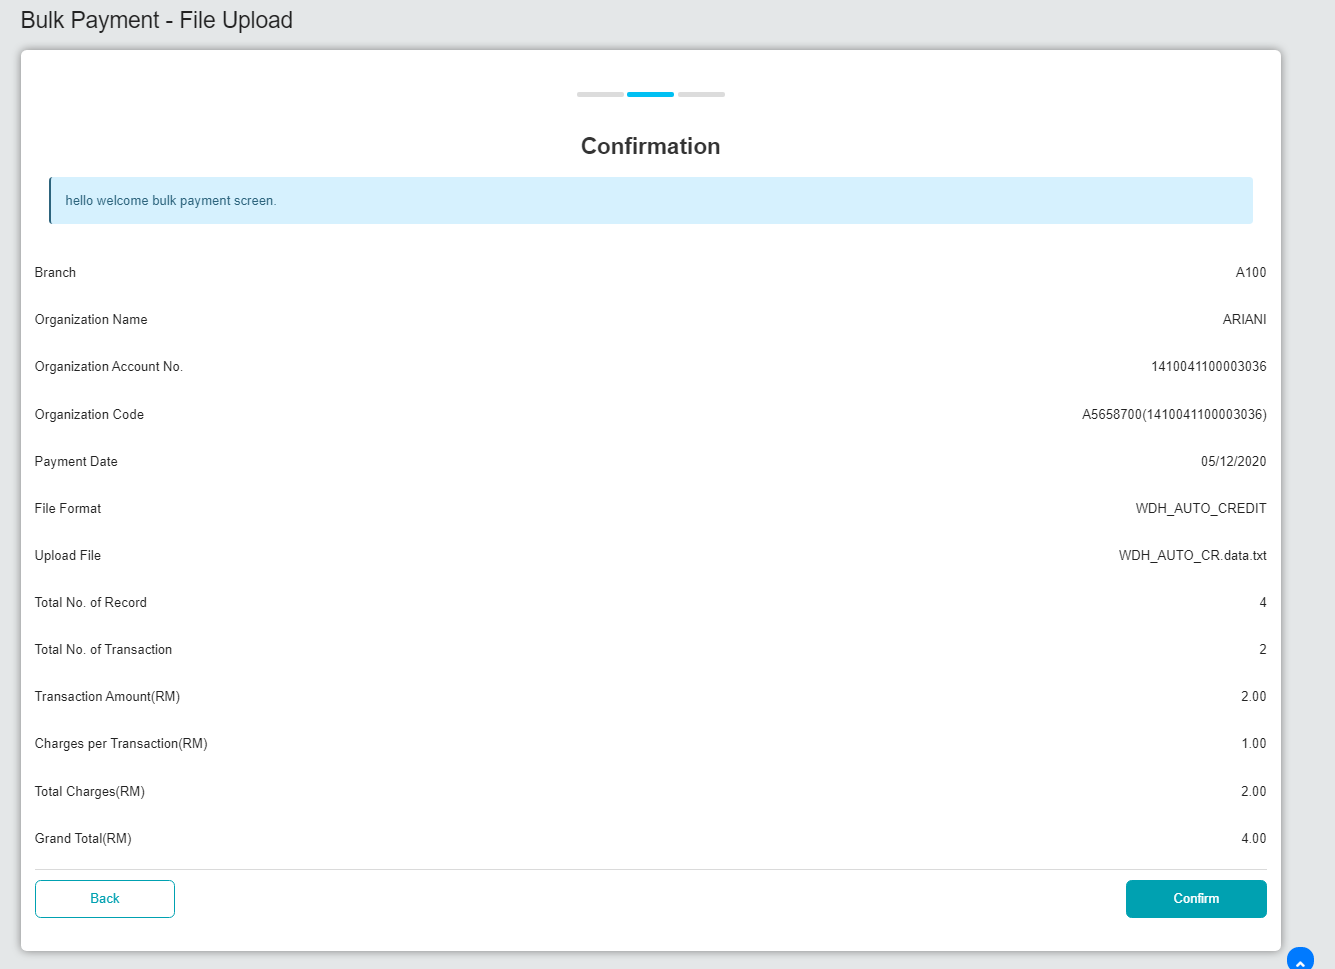 Bulk Payment - File Upload
Confirmation
hello welcome bulk payment screen.
Branch A100
Organization Name ARIANI
Organization Account No. 1410041100003036
Organization Code A5658700(1410041100003036)
Payment Date 05/12/2020
File Format WDH_AUTO_CREDIT
Upload File WDH_AUTO_CR.data.txt
Total No. of Record 4
Total No. of Transaction 2
Transaction Amount(RM) 2.00
Charges per Transaction(RM) 1.00
Total Charges(RM) 2.00
Grand Total(RM) 4.00
Back Confirm